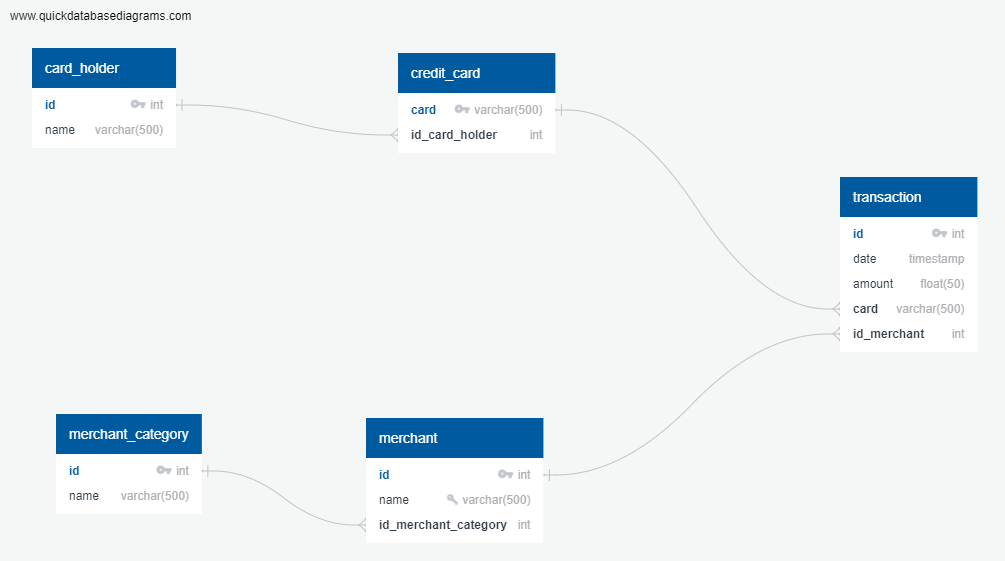 www.quickdatabasediagrams.com
card_holder
id int
name varchar(500)
credit_card
card varchar(500)
id_card_holder int
transaction
id int
date timestamp
amount float(50)
card varchar(500)
id_merchant int
merchant_category
id int
name varchar(500)
merchant
id int
name varchar(500)
id_merchant_category int